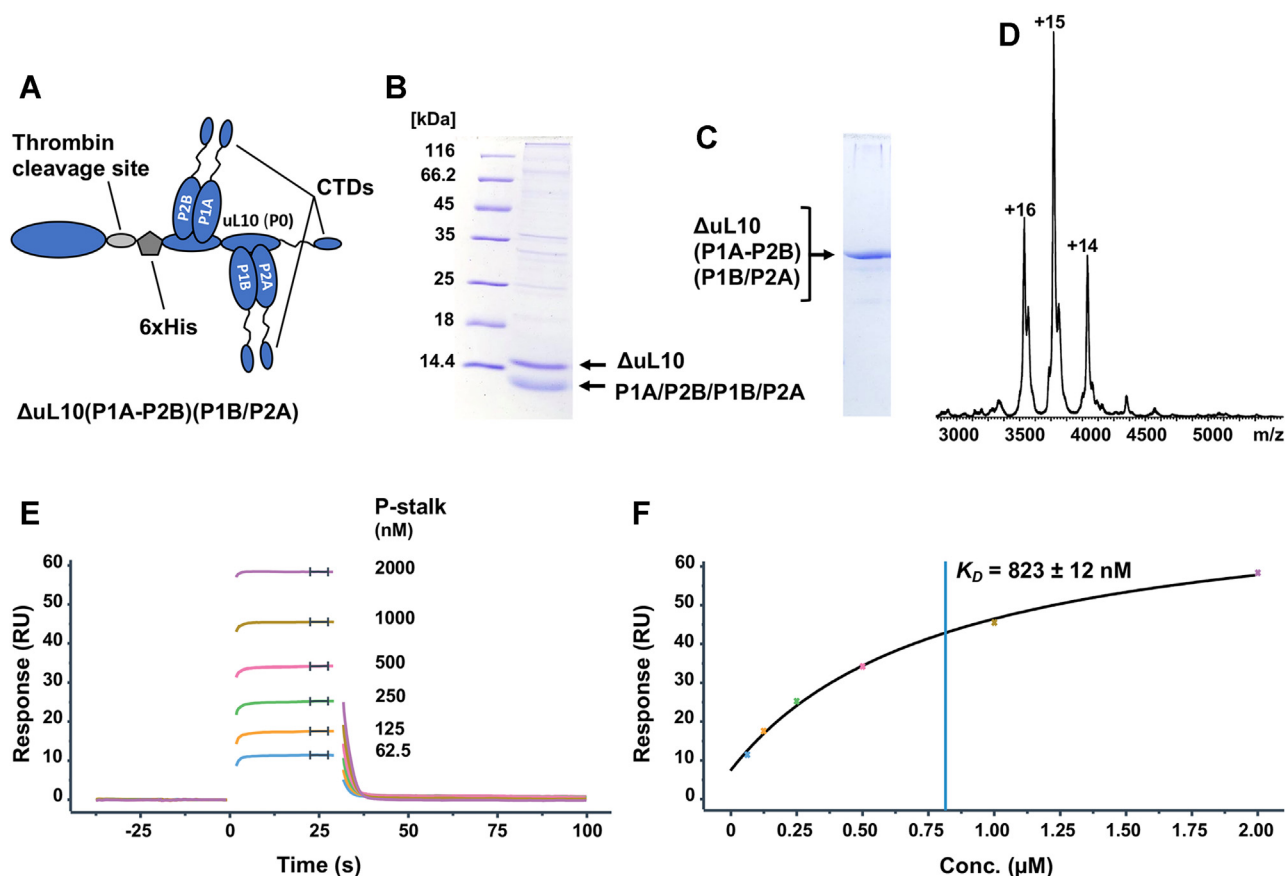 A
Thrombin
cleavage site
P2B
P1A
uL10 (P0)
CTDs
P1B
P2A
6xHis
ΔuL10(P1A-P2B)(P1B/P2A)
B
[kDa]
116
66.2
45
35
25
18
14.4
ΔuL10
P1A/P2B/P1B/P2A
C
ΔuL10
(P1A-P2B)
(P1B/P2A)
D
+15
+16
+14
3000 3500 4000 4500 5000 m/z
E
P-stalk
(nM)
2000
1000
500
250
125
62.5
Response (RU)
60
50
40
30
20
10
0
-25 0 25 50 75 100
Time (s)
F
KD = 823 ± 12 nM
Response (RU)
60
50
40
30
20
10
0
0 0.25 0.50 0.75 1.00 1.25 1.50 1.75 2.00
Conc. (μM)